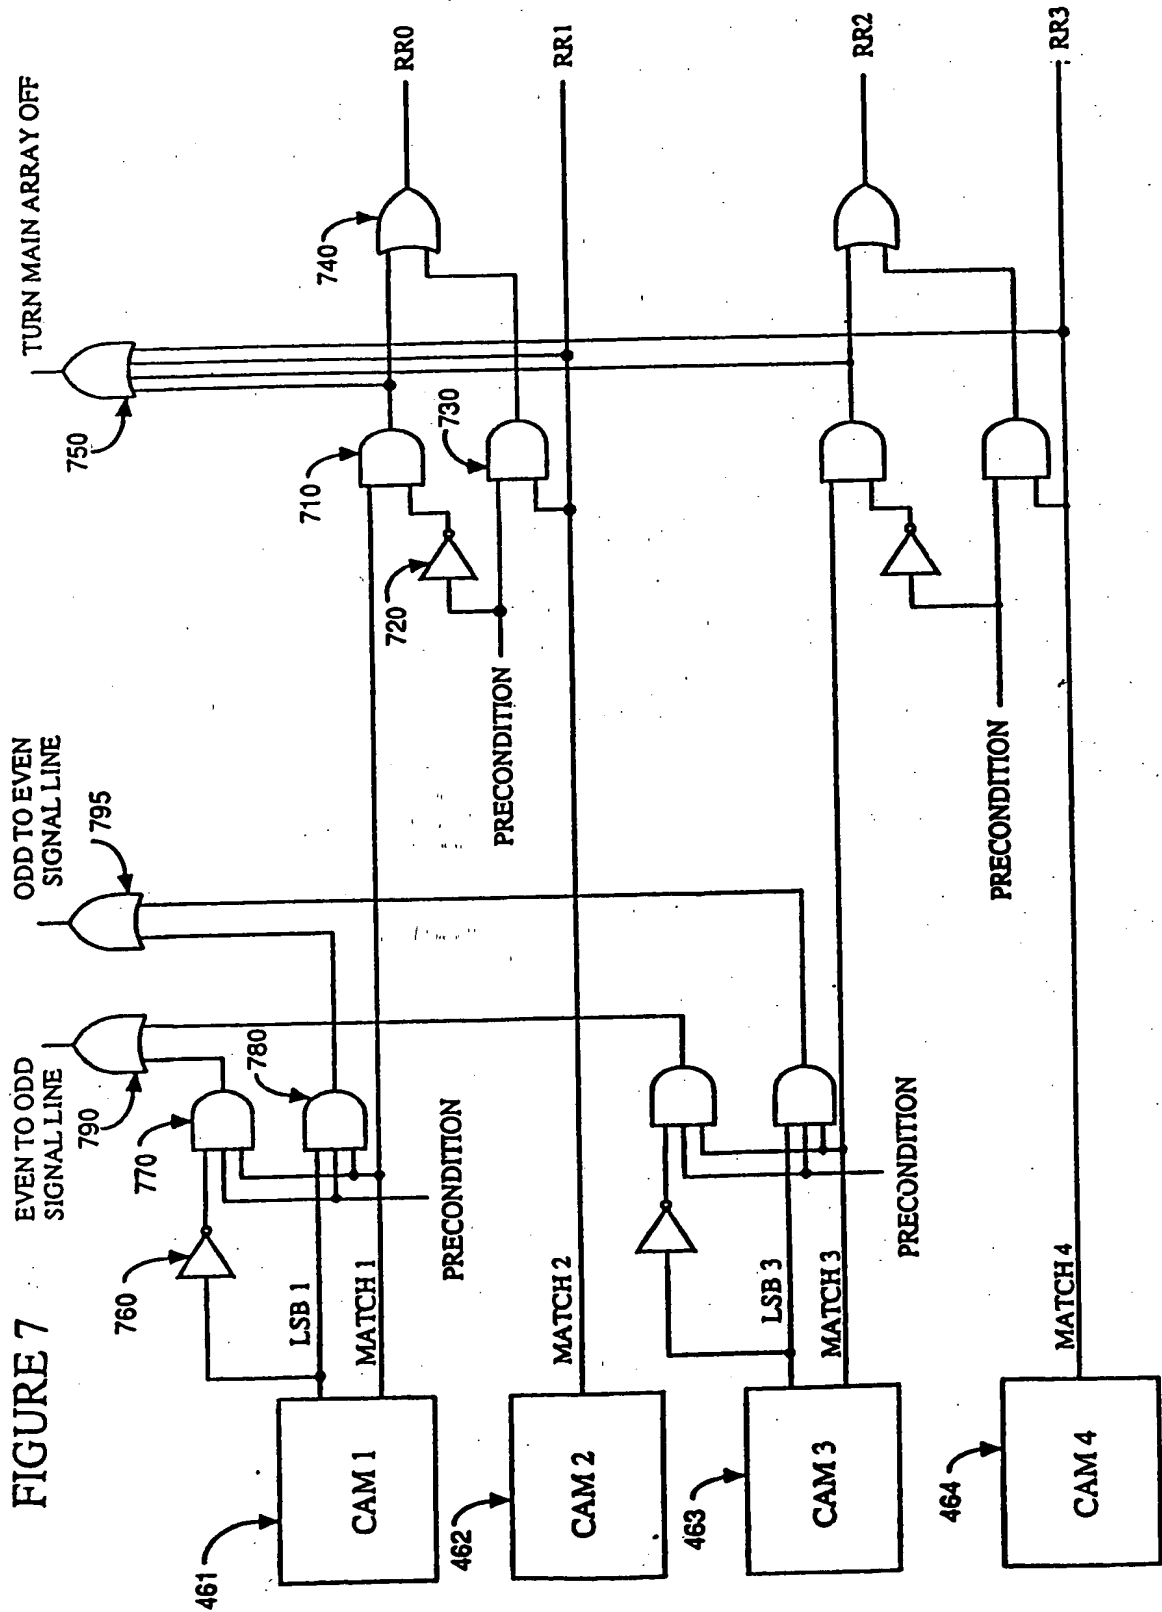 FIGURE 7
EVEN TO ODD
SIGNAL LINE
ODD TO EVEN
SIGNAL LINE
TURN MAIN ARRAY OFF
790
795
750
760
770
780
710
740
RR0
461
CAM 1
LSB 1
MATCH 1
PRECONDITION
720
730
PRECONDITION
RR1
462
CAM 2
MATCH 2
463
CAM 3
LSB 3
MATCH 3
PRECONDITION
PRECONDITION
RR2
464
CAM 4
MATCH 4
RR3